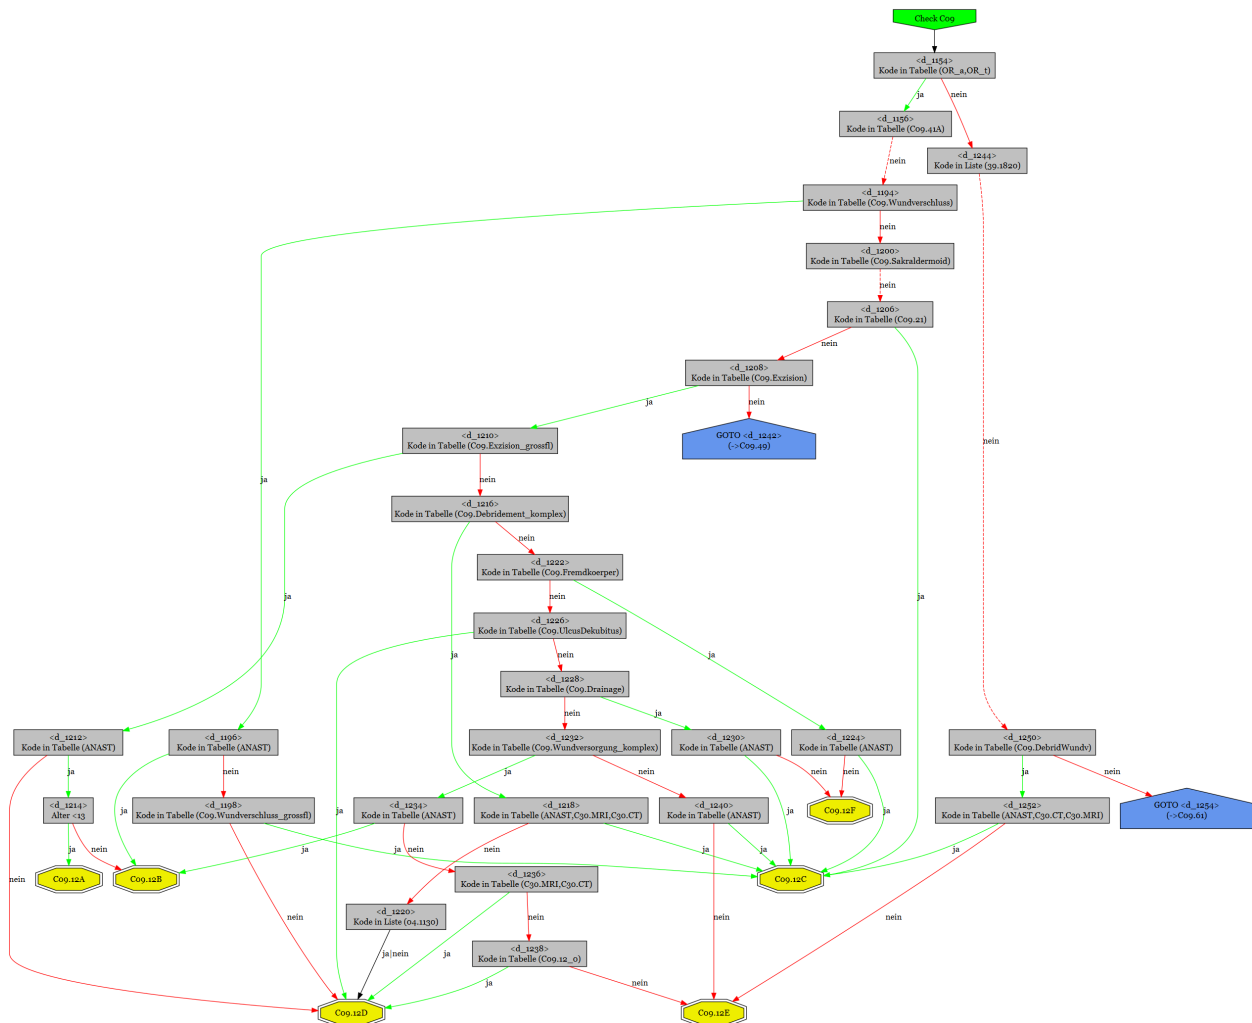 Check C09
<d_1154>
Kode in Tabelle (OR_a,OR_t)
ja
nein
<d_1156>
Kode in Tabelle (C09.41A)
<d_1244>
Kode in Liste (39.1820)
nein
<d_1194>
Kode in Tabelle (C09.Wundverschluss)
nein
<d_1200>
Kode in Tabelle (C09.Sakraldermoid)
nein
<d_1206>
Kode in Tabelle (C09.21)
nein
<d_1208>
Kode in Tabelle (C09.Exzision)
ja
nein
GOTO <d_1242>
(->C09.49)
<d_1210>
Kode in Tabelle (C09.Exzision_grossfl)
nein
ja
nein
<d_1216>
Kode in Tabelle (C09.Debridement_komplex)
nein
<d_1222>
Kode in Tabelle (C09.Fremdkoerper)
ja
nein
ja
<d_1226>
Kode in Tabelle (C09.UlcusDekubitus)
ja
nein
ja
<d_1228>
Kode in Tabelle (C09.Drainage)
nein
ja
<d_1212>
Kode in Tabelle (ANAST)
<d_1196>
Kode in Tabelle (ANAST)
<d_1232>
Kode in Tabelle (C09.Wundversorgung_komplex)
<d_1230>
Kode in Tabelle (ANAST)
<d_1224>
Kode in Tabelle (ANAST)
<d_1250>
Kode in Tabelle (C09.DebridWundv)
ja
nein
ja
nein
nein
nein
ja
nein
<d_1214>
Alter <13
ja
<d_1198>
Kode in Tabelle (C09.Wundverschluss_grossfl)
ja
<d_1234>
Kode in Tabelle (ANAST)
<d_1218>
Kode in Tabelle (ANAST,C30.MRI,C30.CT)
<d_1240>
Kode in Tabelle (ANAST)
C09.12F
<d_1252>
Kode in Tabelle (ANAST,C30.CT,C30.MRI)
GOTO <d_1254>
(->C09.61)
ja
nein
ja
ja
nein
nein
ja
ja
ja
ja
ja
nein
C09.12A
C09.12B
<d_1236>
Kode in Tabelle (C30.MRI,C30.CT)
C09.12C
nein
<d_1220>
Kode in Liste (04.1130)
nein
nein
nein
ja|nein
ja
<d_1238>
Kode in Tabelle (C09.12_0)
ja
nein
C09.12D
C09.12E